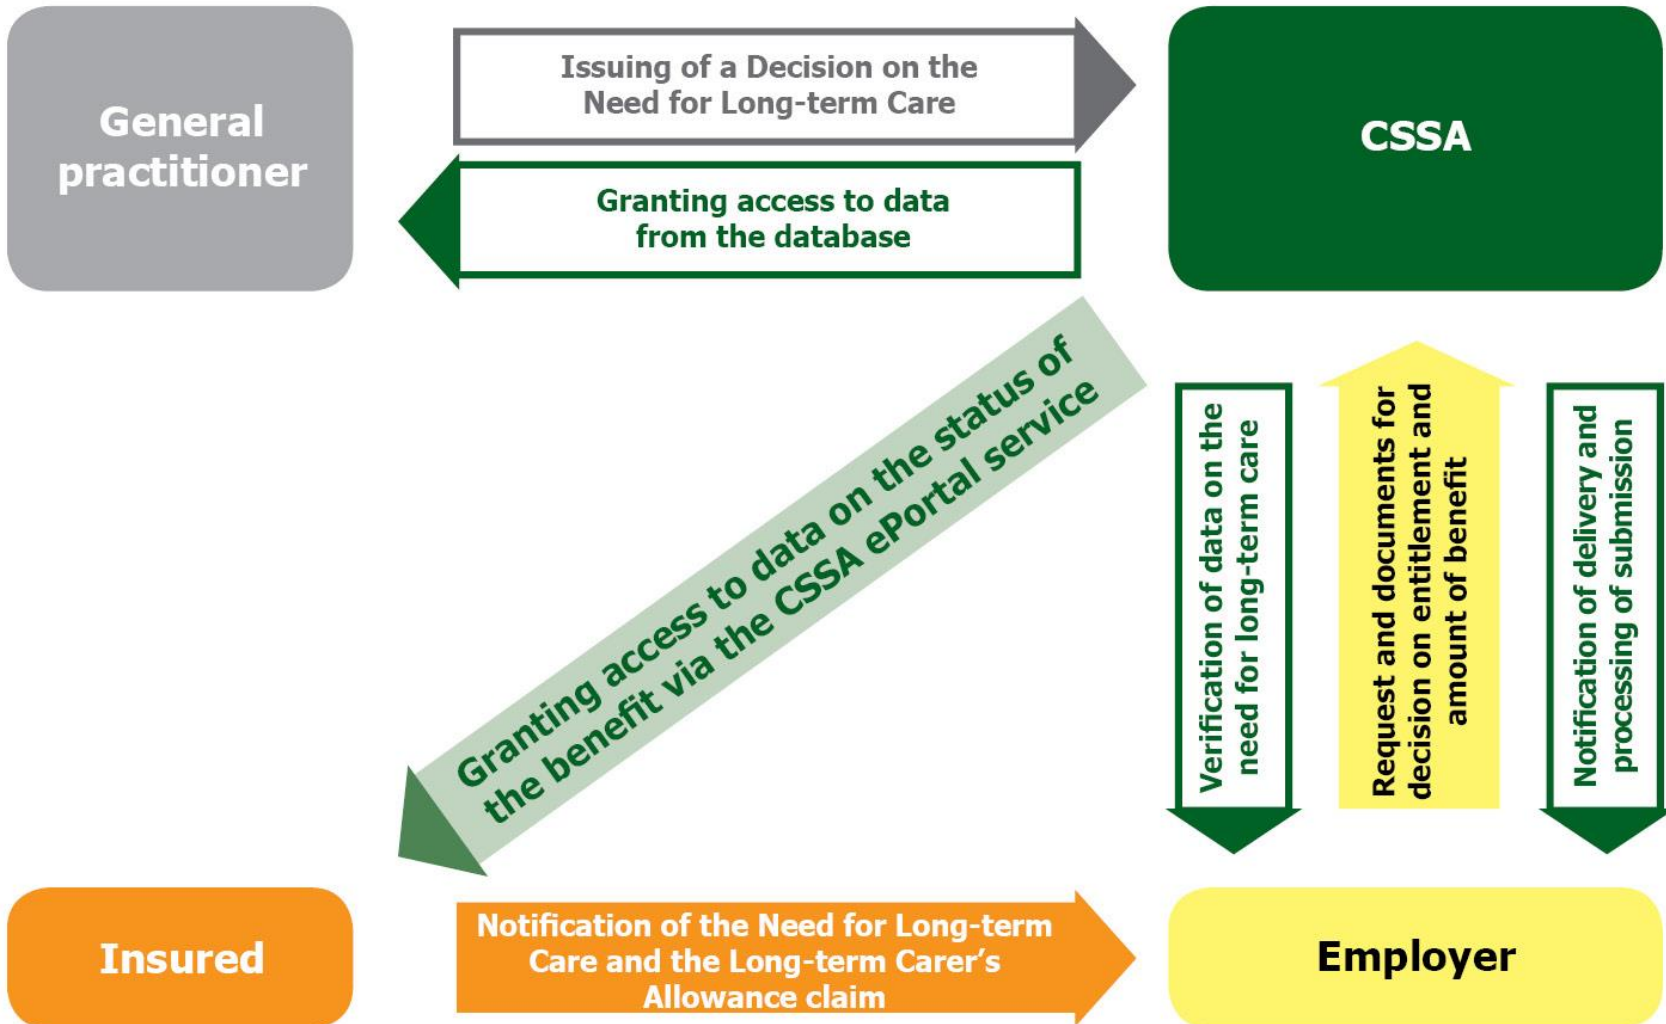 General
practitioner
Issuing of a Decision on the
Need for Long-term Care
CSSA
Granting access to data
from the database
Granting access to data on the status of
the benefit via the CSSA ePortal service
Verification of data on the
need for long-term care
Request and documents for
decision on entitlement and
amount of benefit
Notification of delivery and
processing of submission
Insured
Notification of the Need for Long-term
Care and the Long-term Carer’s
Allowance claim
Employer